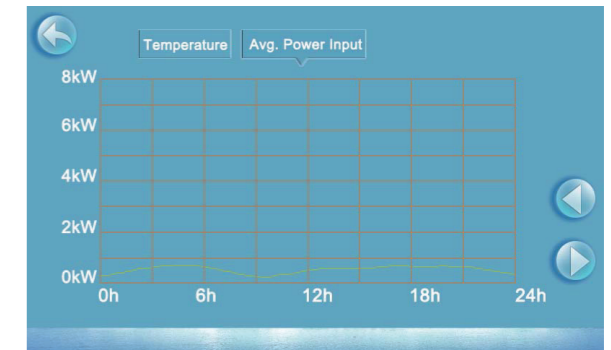 Temperature Avg. Power Input
8kW
6kW
4kW
2kW
0kW
0h 6h 12h 18h 24h